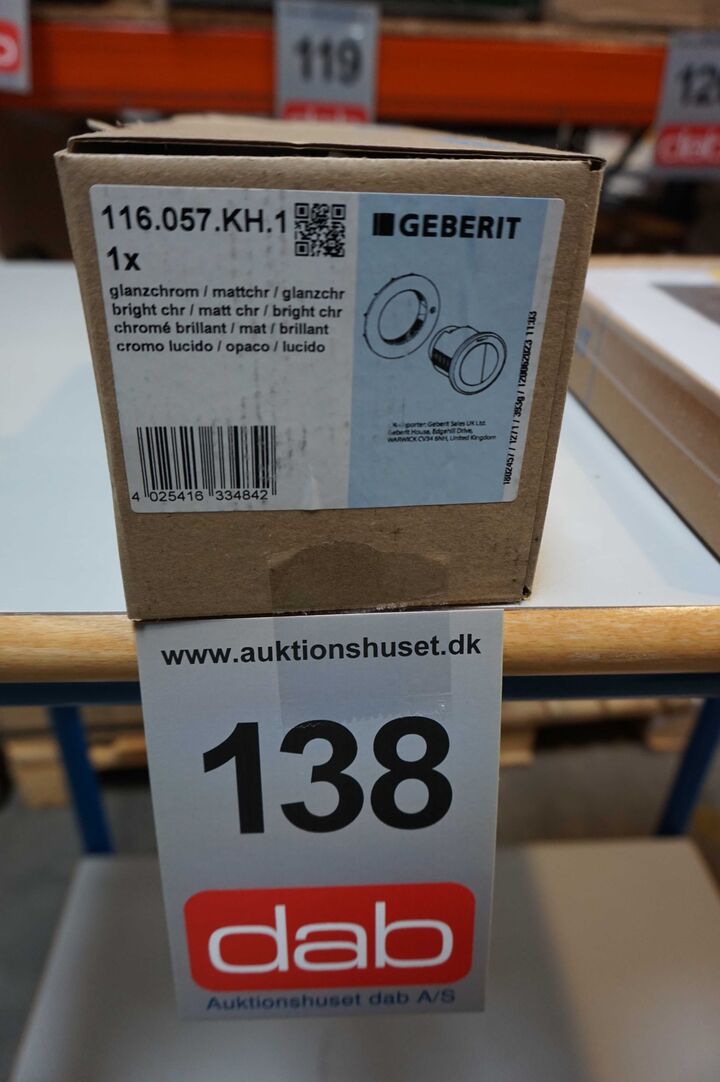 119
dab
12
dab
116.057.KH.1
1x
glanzchrom / mattchr / glanzchr
bright chr / matt chr / bright chr
chromé brillant / mat / brillant
cromo lucido / opaco / lucido
4 025416 334842
GEBERIT
Geberit Sales UK Ltd.
Geberit House, Edgehill Drive,
WARWICK CV34 6NH, United Kingdom
www.auktionshuset.dk
138
dab
Auktionshuset dab A/S